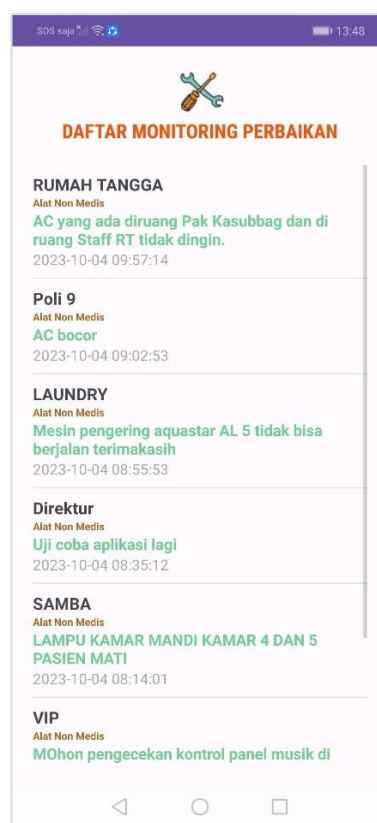 SOS saja
13:48
DAFTAR MONITORING PERBAIKAN
RUMAH TANGGA
Alat Non Medis
AC yang ada diruang Pak Kasubbag dan di
ruang Staff RT tidak dingin.
2023-10-04 09:57:14
Poli 9
Alat Non Medis
AC bocor
2023-10-04 09:02:53
LAUNDRY
Alat Non Medis
Mesin pengering aquastar AL 5 tidak bisa
berjalan terimakasih
2023-10-04 08:55:53
Direktur
Alat Non Medis
Uji coba aplikasi lagi
2023-10-04 08:35:12
SAMBA
Alat Non Medis
LAMPU KAMAR MANDI KAMAR 4 DAN 5
PASIEN MATI
2023-10-04 08:14:01
VIP
Alat Non Medis
MOhon pengecekan kontrol panel musik di